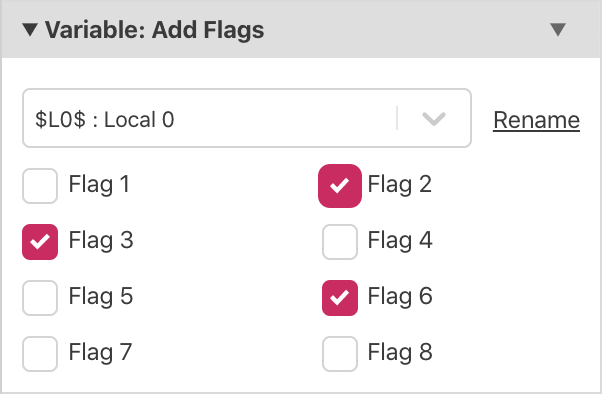 Variable: Add Flags
$L0$ : Local 0
Rename
Flag 1
Flag 2
Flag 3
Flag 4
Flag 5
Flag 6
Flag 7
Flag 8